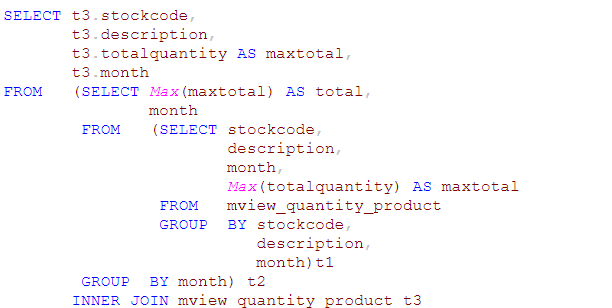 SELECT t3.stockcode,
t3.description,
t3.totalquantity AS maxtotal,
t3.month
FROM (SELECT Max(maxtotal) AS total,
month
FROM (SELECT stockcode,
description,
month,
Max(totalquantity) AS maxtotal
FROM mview_quantity_product
GROUP BY stockcode,
description,
month)t1
GROUP BY month) t2
INNER JOIN mview_quantity_product t3